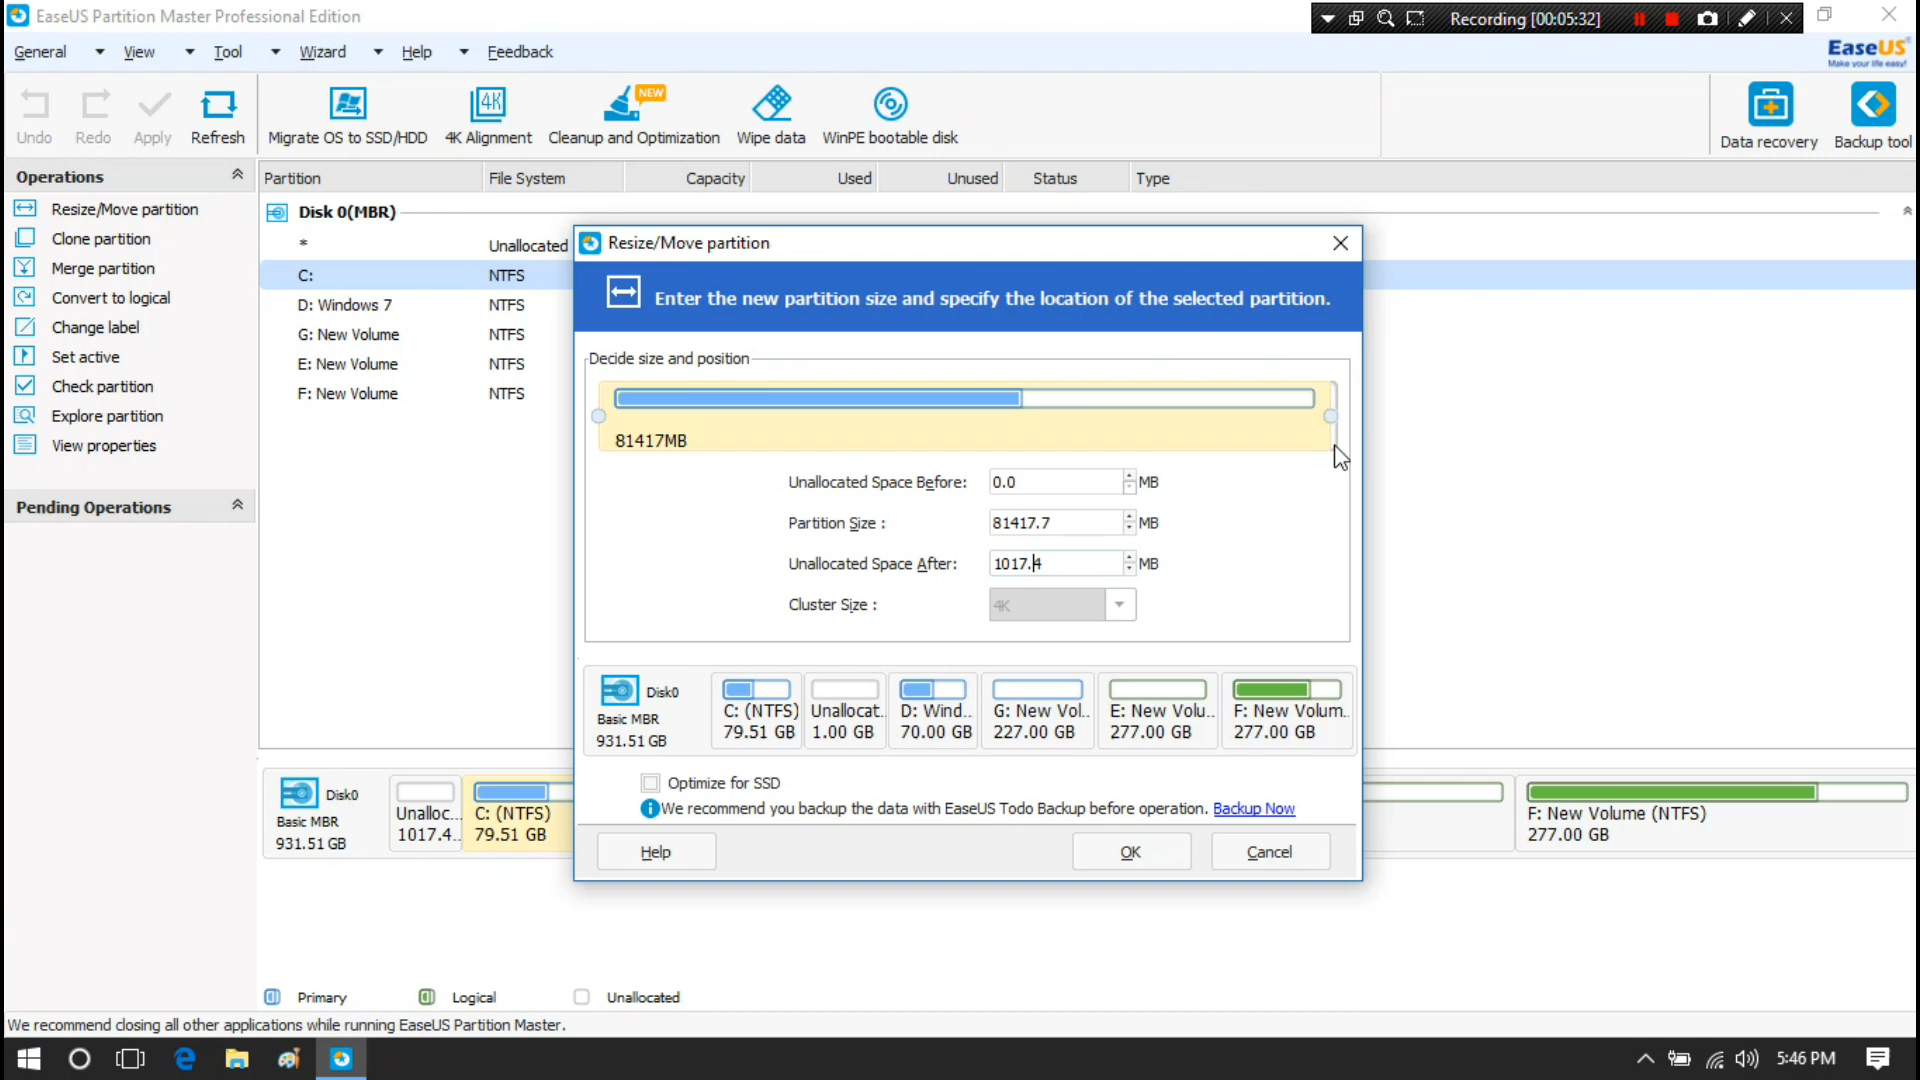 EaseUS Partition Master Professional Edition
Recording [00:05:32]
General View Tool Wizard Help Feedback
EaseUS
Make your life easy!
Undo Redo Apply Refresh Migrate OS to SSD/HDD 4K Alignment NEW Cleanup and Optimization Wipe data WinPE bootable disk Data recovery Backup tool
Operations
Resize/Move partition
Clone partition
Merge partition
Convert to logical
Change label
Set active
Check partition
Explore partition
View properties
Pending Operations
Partition File System Capacity Used Unused Status Type
Disk 0(MBR)
* Unallocated
C: NTFS
D: Windows 7 NTFS
G: New Volume NTFS
E: New Volume NTFS
F: New Volume NTFS
Resize/Move partition
Enter the new partition size and specify the location of the selected partition.
Decide size and position
81417MB
Unallocated Space Before: 0.0 MB
Partition Size : 81417.7 MB
Unallocated Space After: 1017.4 MB
Cluster Size : 4K
Disk0
Basic MBR
931.51 GB
C: (NTFS)
79.51 GB
Unallocat.
1.00 GB
D: Wind..
70.00 GB
G: New Vol..
227.00 GB
E: New Volu..
277.00 GB
F: New Volum.
277.00 GB
Optimize for SSD
We recommend you backup the data with EaseUS Todo Backup before operation. Backup Now
Help OK Cancel
Disk0
Basic MBR
931.51 GB
Unalloc...
1017.4..
C: (NTFS)
79.51 GB
F: New Volume (NTFS)
277.00 GB
Primary Logical Unallocated
We recommend closing all other applications while running EaseUS Partition Master.
5:46 PM